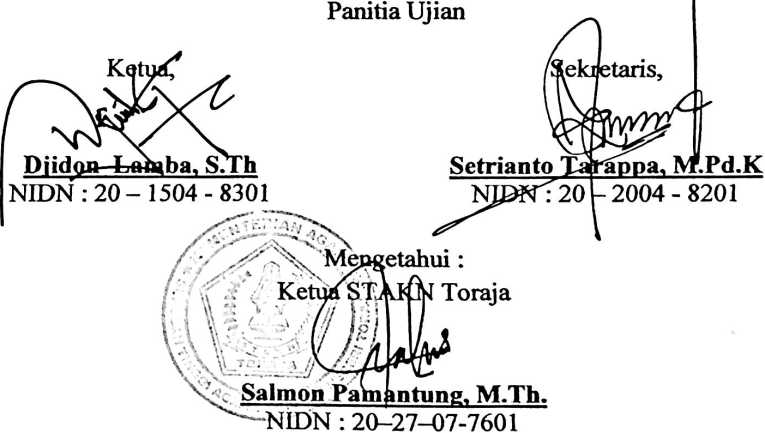 Panitia Ujian
Ketua,
Sekretaris,
Djidon Lamba, S.Th
Setrianto Tarappa, M.Pd.K
NIDN : 20 – 1504 - 8301
NIDN : 20 – 2004 - 8201
Mengetahui :
Ketua STAKN Toraja
Salmon Pamantung, M.Th.
NIDN : 20–27–07-7601